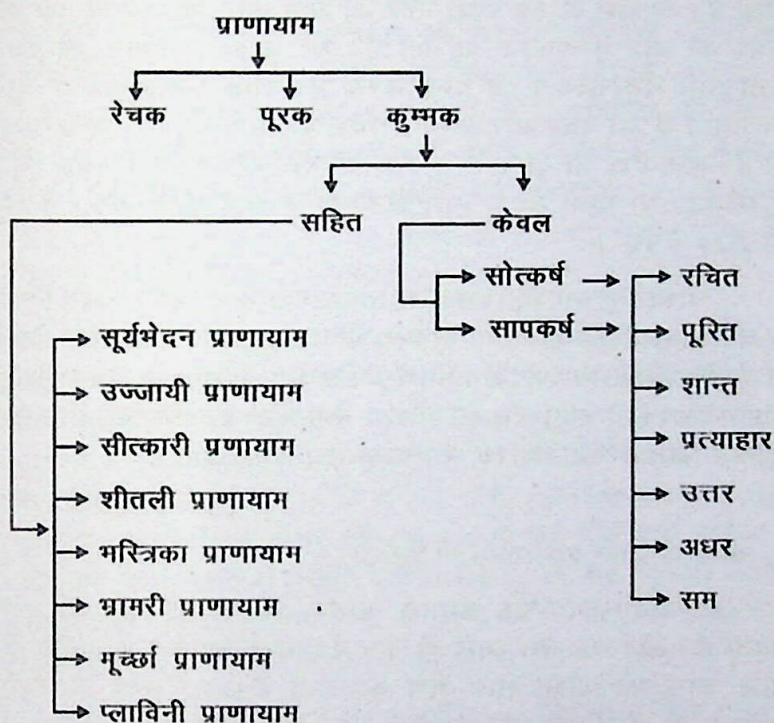 प्राणायाम
रेचक पूरक कुम्भक
सहित केवल
सोत्कर्ष रचित
सापकर्ष पूरित
सूर्यभेदन प्राणायाम
उज्जायी प्राणायाम शान्त
सीत्कारी प्रणायाम प्रत्याहार
शीतली प्राणायाम उत्तर
भस्त्रिका प्राणायाम अधर
भ्रामरी प्राणायाम सम
मूर्च्छा प्राणायाम
प्लाविनी प्राणायाम